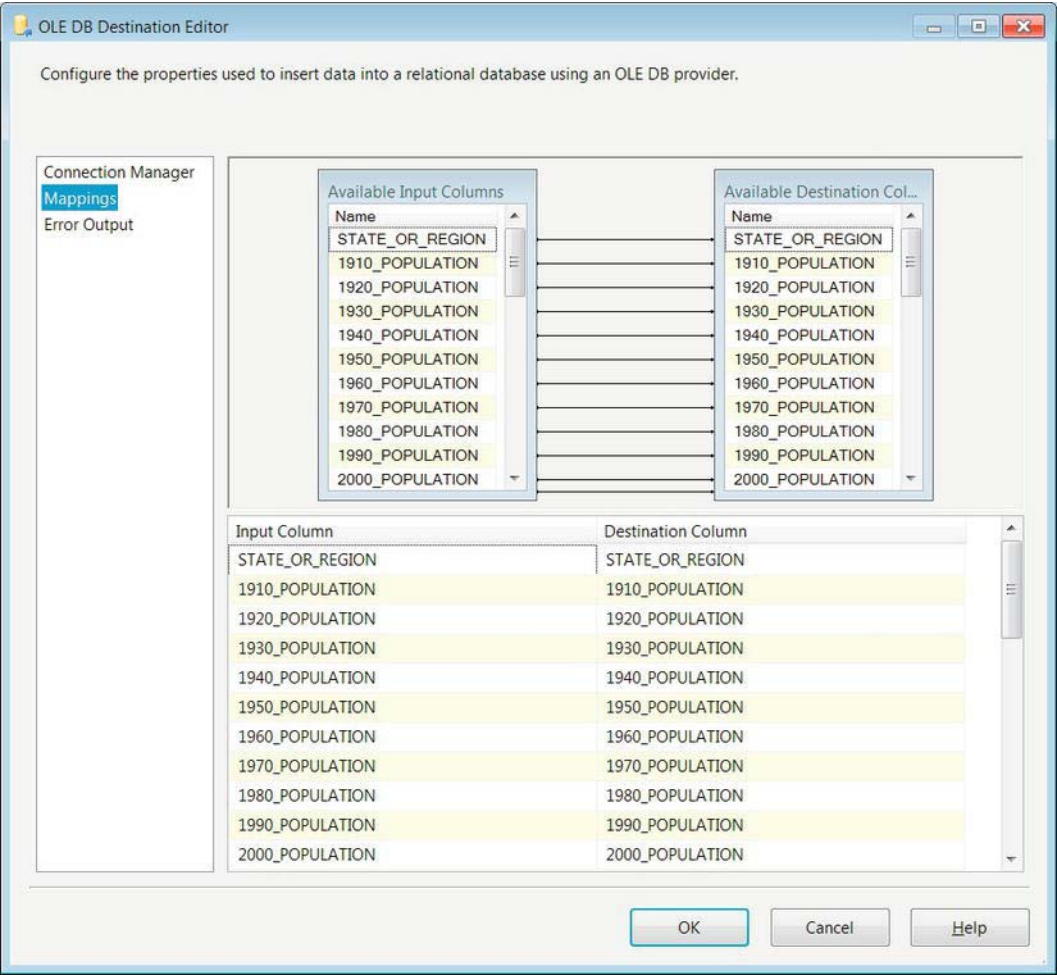 OLE DB Destination Editor
Configure the properties used to insert data into a relational database using an OLE DB provider.
Connection Manager
Mappings
Error Output
Available Input Columns
Name
STATE_OR_REGION
1910_POPULATION
1920_POPULATION
1930_POPULATION
1940_POPULATION
1950_POPULATION
1960_POPULATION
1970_POPULATION
1980_POPULATION
1990_POPULATION
2000_POPULATION
Available Destination Col...
Name
STATE_OR_REGION
1910_POPULATION
1920_POPULATION
1930_POPULATION
1940_POPULATION
1950_POPULATION
1960_POPULATION
1970_POPULATION
1980_POPULATION
1990_POPULATION
2000_POPULATION
Input Column Destination Column
STATE_OR_REGION STATE_OR_REGION
1910_POPULATION 1910_POPULATION
1920_POPULATION 1920_POPULATION
1930_POPULATION 1930_POPULATION
1940_POPULATION 1940_POPULATION
1950_POPULATION 1950_POPULATION
1960_POPULATION 1960_POPULATION
1970_POPULATION 1970_POPULATION
1980_POPULATION 1980_POPULATION
1990_POPULATION 1990_POPULATION
2000_POPULATION 2000_POPULATION
OK Cancel Help